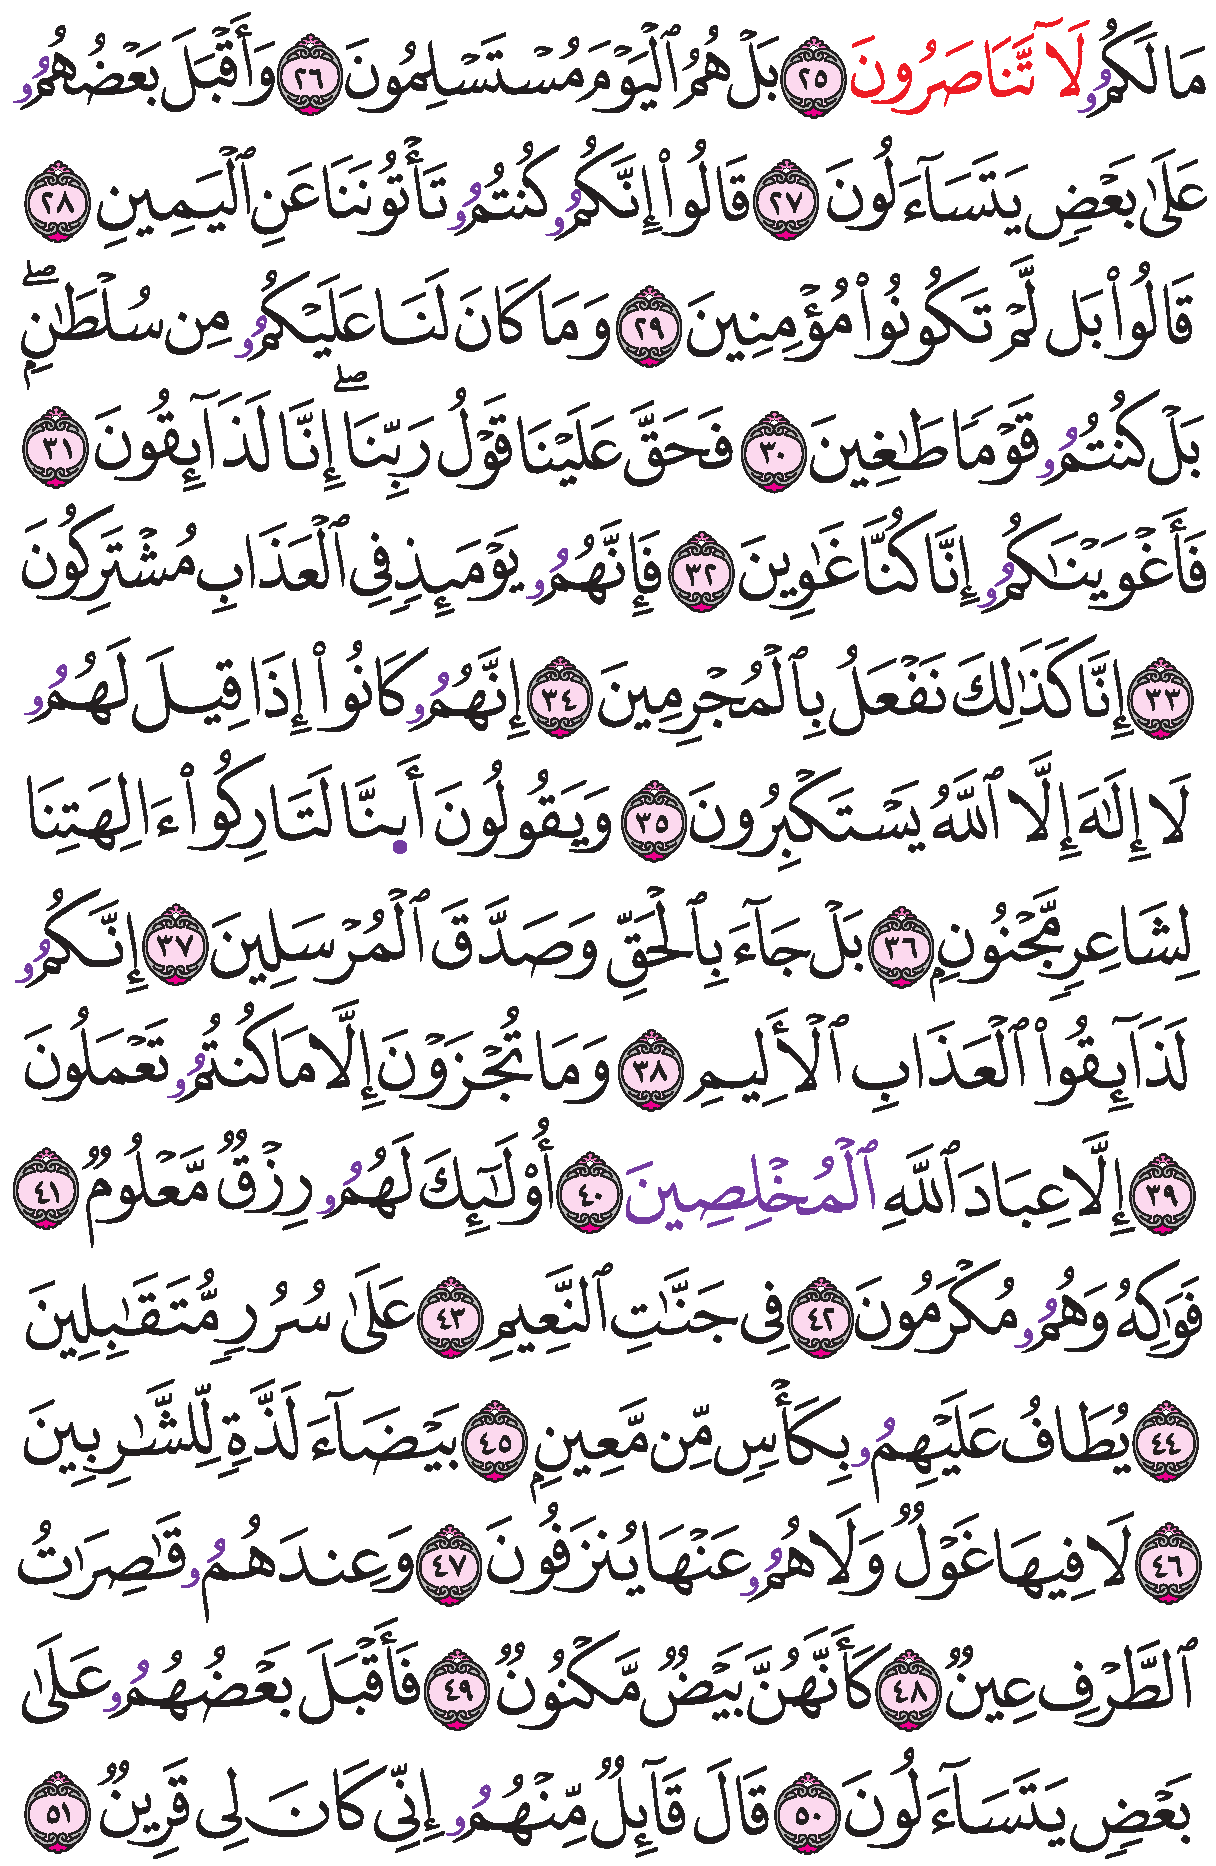 مَا لَكُمُۥ لَآ تَّنَاصَرُونَ ٢٥ بَلْ هُمُ ٱلْيَوْمَ مُسْتَسْلِمُونَ ٢٦ وَأَقْبَلَ بَعْضُهُمُۥ
عَلَىٰ بَعْضٍ يَتَسَآءَلُونَ ٢٧ قَالُوٓا۟ إِنَّكُمُۥ كُنتُمُۥ تَأْتُونَنَا عَنِ ٱلْيَمِينِ ٢٨
قَالُوا۟ بَل لَّمْ تَكُونُوا۟ مُؤْمِنِينَ ٢٩ وَمَا كَانَ لَنَا عَلَيْكُمُۥ مِن سُلْطَٰنٍۭ ۖ
بَلْ كُنتُمُۥ قَوْمًا طَٰغِينَ ٣٠ فَحَقَّ عَلَيْنَا قَوْلُ رَبِّنَا ۖ إِنَّا لَذَآئِقُونَ ٣١
فَأَغْوَيْنَٰكُمُۥ إِنَّا كُنَّا غَٰوِينَ ٣٢ فَإِنَّهُمُۥ يَوْمَئِذٍ فِى ٱلْعَذَابِ مُشْتَرِكُونَ
٣٣ إِنَّا كَذَٰلِكَ نَفْعَلُ بِٱلْمُجْرِمِينَ ٣٤ إِنَّهُمُۥ كَانُوٓا۟ إِذَا قِيلَ لَهُمُۥ
لَا إِلَٰهَ إِلَّا ٱللَّهُ يَسْتَكْبِرُونَ ٣٥ وَيَقُولُونَ أَى۪نَّا لَتَارِكُوا۟ ءَالِهَتِنَا
لِشَاعِرٍ مَّجْنُونٍۭ ٣٦ بَلْ جَآءَ بِٱلْحَقِّ وَصَدَّقَ ٱلْمُرْسَلِينَ ٣٧ إِنَّكُمُۥ
لَذَآئِقُوا۟ ٱلْعَذَابِ ٱلْأَلِيمِ ٣٨ وَمَا تُجْزَوْنَ إِلَّا مَا كُنتُمُۥ تَعْمَلُونَ
٣٩ إِلَّا عِبَادَ ٱللَّهِ ٱلْمُخْلِصِينَ ٤٠ أُو۟لَٰٓئِكَ لَهُمُۥ رِزْقٌ مَّعْلُومٌ ٤١
فَوَٰكِهُ وَهُمُۥ مُكْرَمُونَ ٤٢ فِى جَنَّٰتِ ٱلنَّعِيمِ ٤٣ عَلَىٰ سُرُرٍ مُّتَقَٰبِلِينَ
٤٤ يُطَافُ عَلَيْهِمُۥ بِكَأْسٍ مِّن مَّعِينٍۭ ٤٥ بَيْضَآءَ لَذَّةٍ لِّلشَّٰرِبِينَ
٤٦ لَا فِيهَا غَوْلٌ وَلَا هُمُۥ عَنْهَا يُنزَفُونَ ٤٧ وَعِندَهُمُۥ قَٰصِرَٰتُ
ٱلطَّرْفِ عِينٌ ٤٨ كَأَنَّهُنَّ بَيْضٌ مَّكْنُونٌ ٤٩ فَأَقْبَلَ بَعْضُهُمُۥ عَلَىٰ
بَعْضٍ يَتَسَآءَلُونَ ٥٠ قَالَ قَآئِلٌ مِّنْهُمُۥ إِنِّى كَانَ لِى قَرِينٌ ٥١